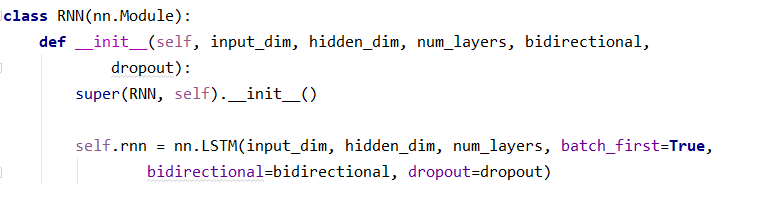 class RNN(nn.Module):
    def __init__(self, input_dim, hidden_dim, num_layers, bidirectional,
            dropout):
        super(RNN, self).__init__()
        self.rnn = nn.LSTM(input_dim, hidden_dim, num_layers, batch_first=True,
                bidirectional=bidirectional, dropout=dropout)